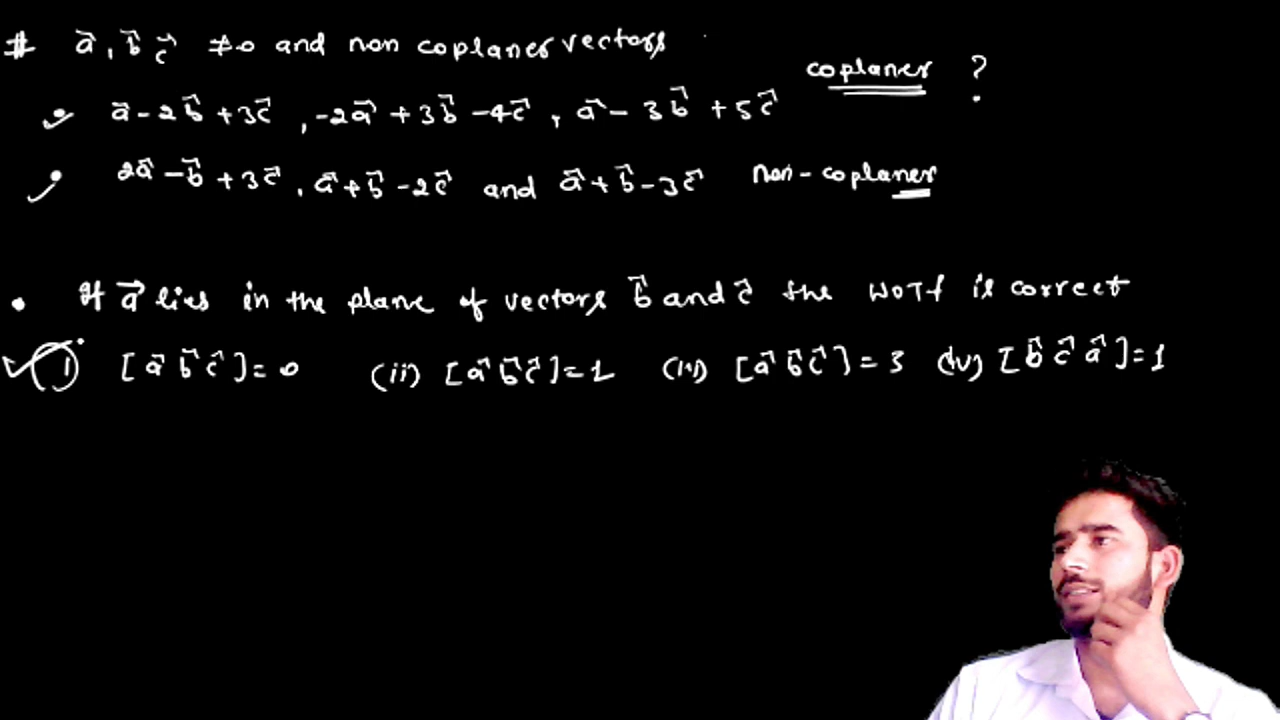 # a⃗, b⃗ c⃗ ≠0 and non coplaner vectors
coplaner ?
a⃗ - 2b⃗ + 3c⃗, -2a⃗ + 3b⃗ - 4c⃗, a⃗ - 3b⃗ + 5c⃗
2a⃗ - b⃗ + 3c⃗, a⃗ + b⃗ - 2c⃗ and a⃗ + b⃗ - 3c⃗ non-coplaner
• If a⃗ lies in the plane of vectors b⃗ and c⃗ the WOTf is correct
i) [a⃗ b⃗ c⃗] = 0 (ii) [a⃗ b⃗ c⃗] = 1 (iii) [a⃗ b⃗ c⃗] = 3 (iv) [b⃗ c⃗ a⃗] = 1